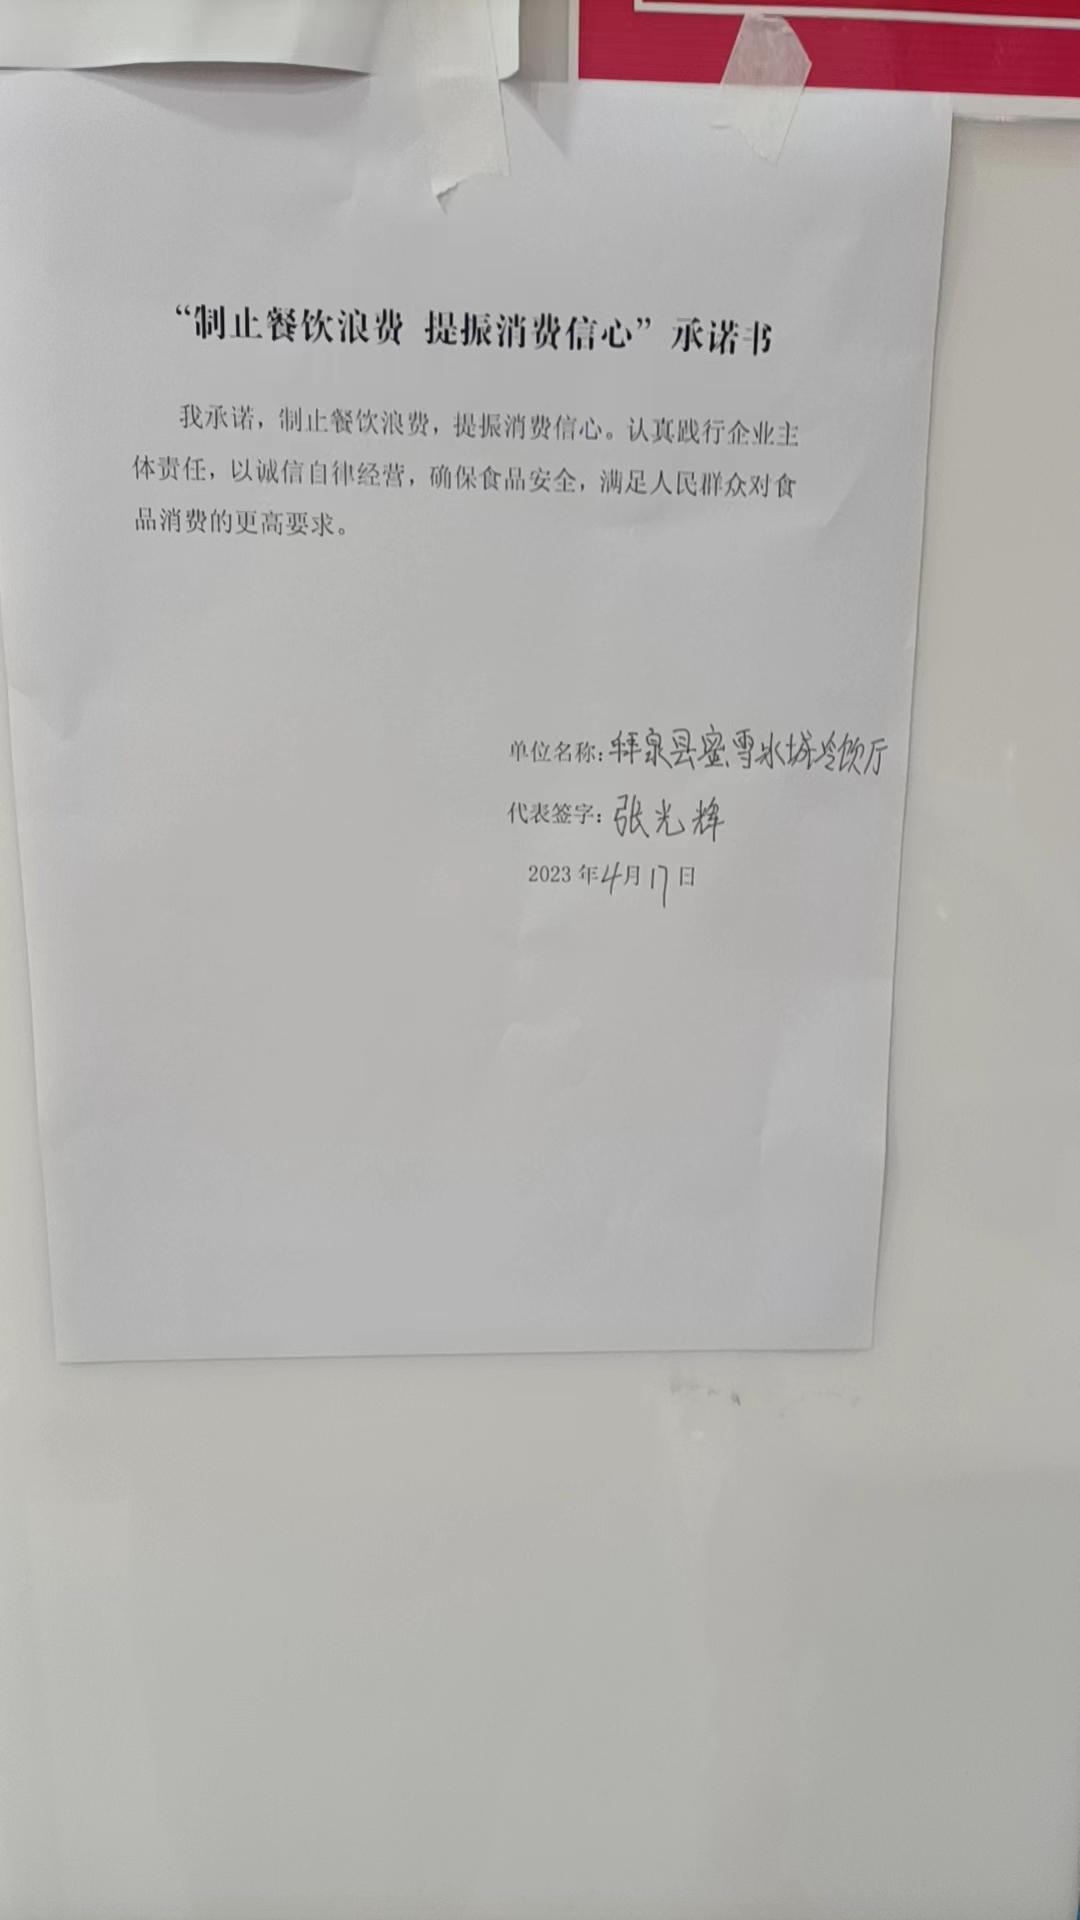 “制止餐饮浪费 提振消费信心”承诺书
我承诺，制止餐饮浪费，提振消费信心。认真践行企业主
体责任，以诚信自律经营，确保食品安全，满足人民群众对食
品消费的更高要求。
单位名称：拜泉县蜜雪冰城冷饮厅
代表签字：张光辉
2023年4月17日